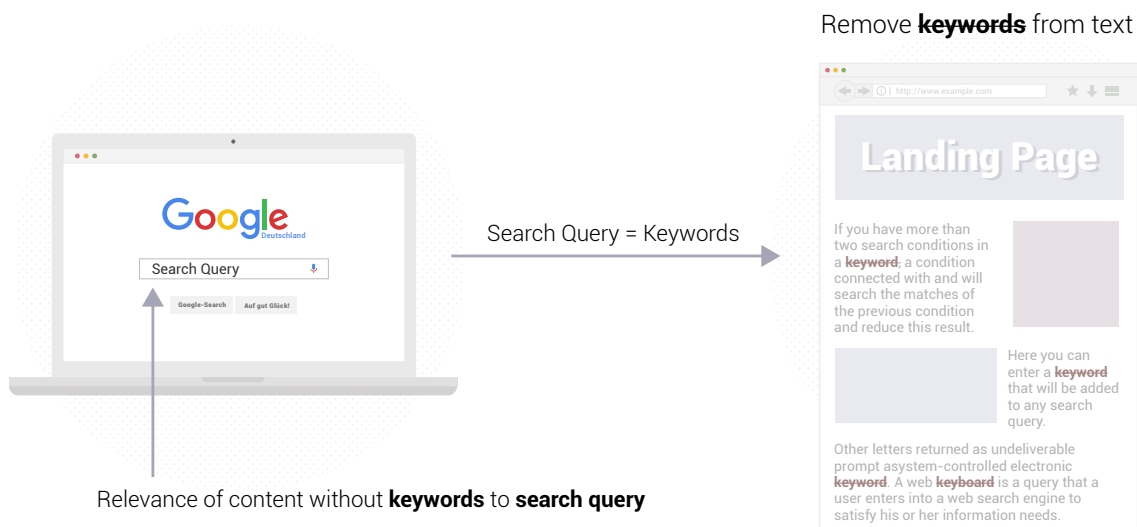 Remove keywords from text
http://www.example.com
Landing Page
Google
Deutschland
Search Query
Google-Search Auf gut Glück!
Search Query = Keywords
If you have more than
two search conditions in
a keyword, a condition
connected with and will
search the matches of
the previous condition
and reduce this result.
Here you can
enter a keyword
that will be added
to any search
query.
Other letters returned as undeliverable
prompt asystem-controlled electronic
keyword. A web keyboard is a query that a
user enters into a web search engine to
satisfy his or her information needs.
Relevance of content without keywords to search query